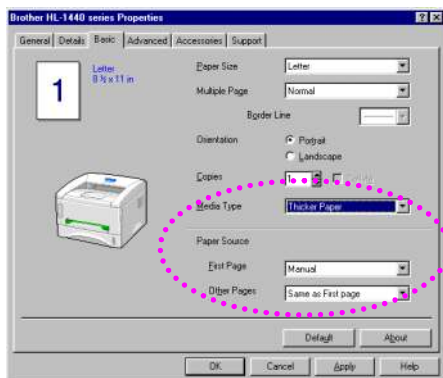 Brother HL-1440 series Properties
General Details Basic Advanced Accessories Support
1
Letter
8 ½ x 11 in
Paper Size Letter
Multiple Page Normal
Border Line
Orientation Portrait
Landscape
Copies 1
Media Type Thicker Paper
Paper Source
First Page Manual
Other Pages Same as First page
Default About
OK Cancel Apply Help